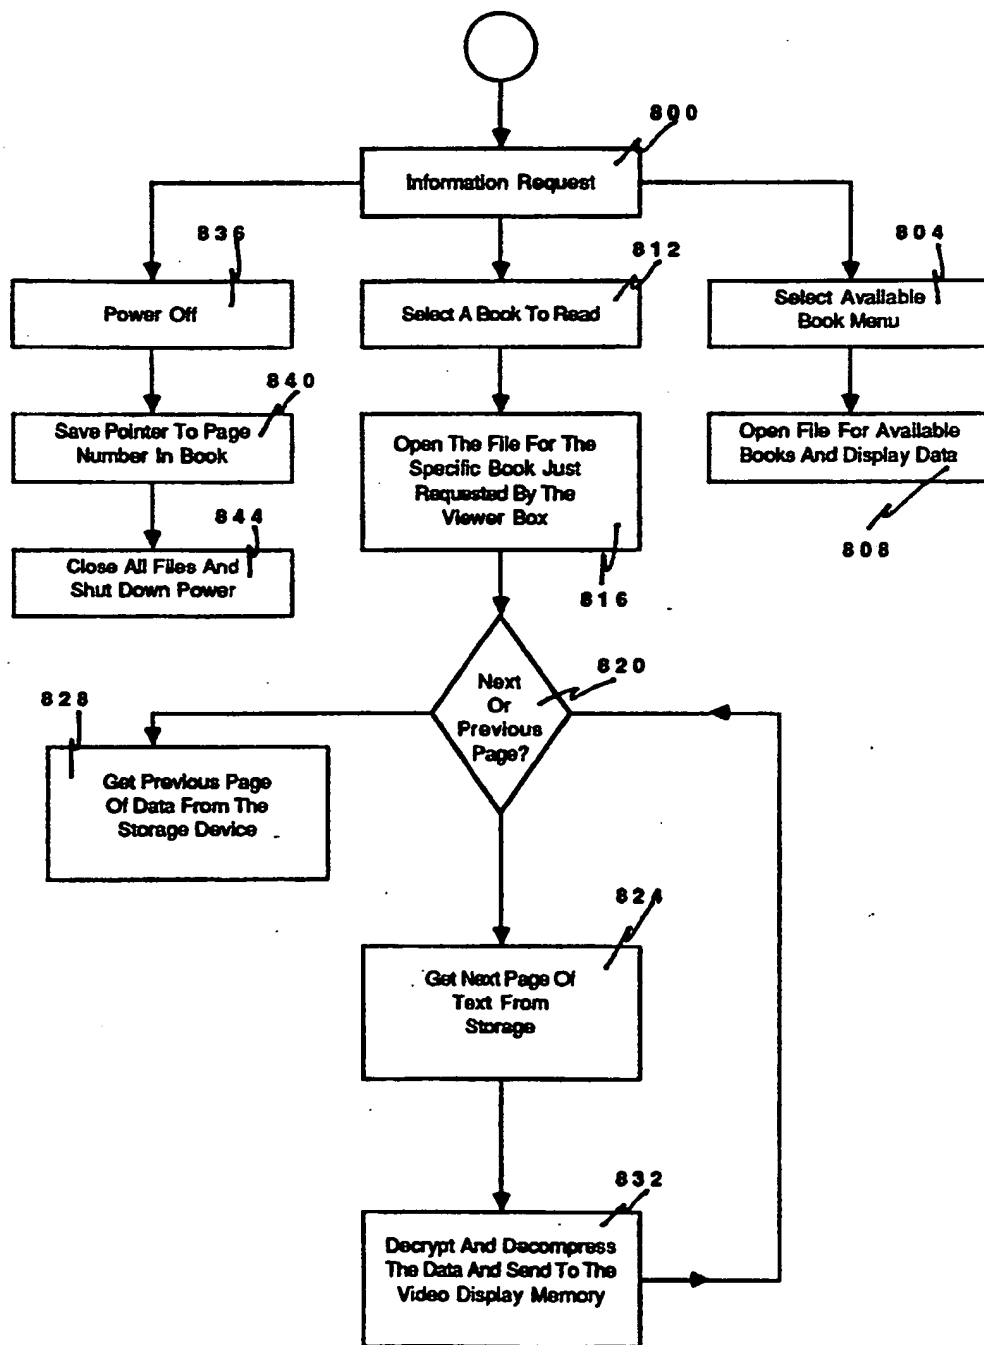 800
Information Request
836
812
804
Power Off
Select A Book To Read
Select Available
Book Menu
840
Save Pointer To Page
Number In Book
Open The File For The
Specific Book Just
Requested By The
Viewer Box
Open File For Available
Books And Display Data
844
808
Close All Files And
Shut Down Power
816
820
Next
Or
Previous
Page?
828
Get Previous Page
Of Data From The
Storage Device
824
Get Next Page Of
Text From
Storage
832
Decrypt And Decompress
The Data And Send To The
Video Display Memory